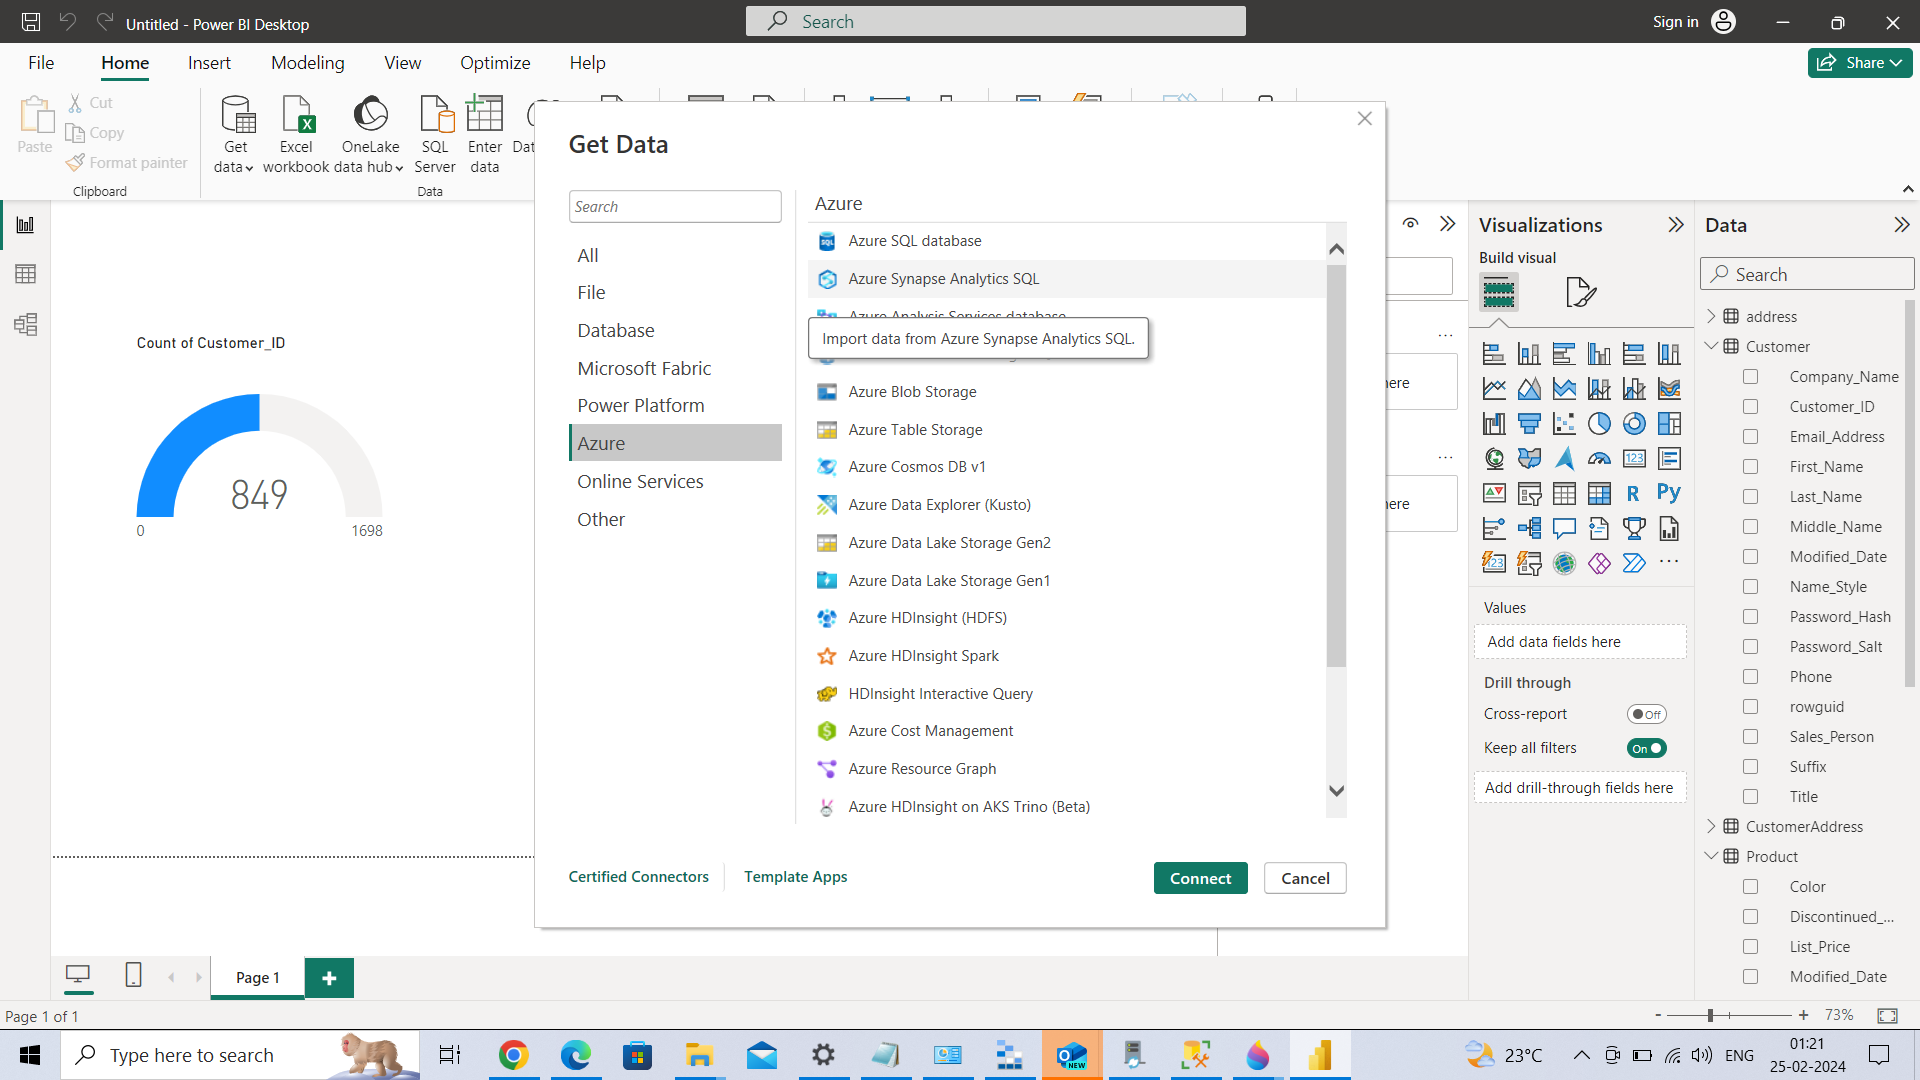 Untitled - Power BI Desktop
Search
Sign in
File
Home
Insert
Modeling
View
Optimize
Help
Share
Paste
Cut
Copy
Format painter
Clipboard
Get data
Excel workbook
OneLake data hub
SQL Server
Enter data
Dat
Data
Count of Customer_ID
849
0
1698
Get Data
Search
All
File
Database
Microsoft Fabric
Power Platform
Azure
Online Services
Other
Azure
Azure SQL database
Azure Synapse Analytics SQL
Azure Analysis Services database
Import data from Azure Synapse Analytics SQL.
Azure Blob Storage
Azure Table Storage
Azure Cosmos DB v1
Azure Data Explorer (Kusto)
Azure Data Lake Storage Gen2
Azure Data Lake Storage Gen1
Azure HDInsight (HDFS)
Azure HDInsight Spark
HDInsight Interactive Query
Azure Cost Management
Azure Resource Graph
Azure HDInsight on AKS Trino (Beta)
Certified Connectors
Template Apps
Connect
Cancel
here
here
Visualizations
Build visual
123
R
Py
123
Values
Add data fields here
Drill through
Cross-report
Off
Keep all filters
On
Add drill-through fields here
Data
Search
address
Customer
Company_Name
Customer_ID
Email_Address
First_Name
Last_Name
Middle_Name
Modified_Date
Name_Style
Password_Hash
Password_Salt
Phone
rowguid
Sales_Person
Suffix
Title
CustomerAddress
Product
Color
Discontinued_...
List_Price
Modified_Date
Page 1
Page 1 of 1
- + 73%
Type here to search
NEW
23°C
ENG
01:21
25-02-2024